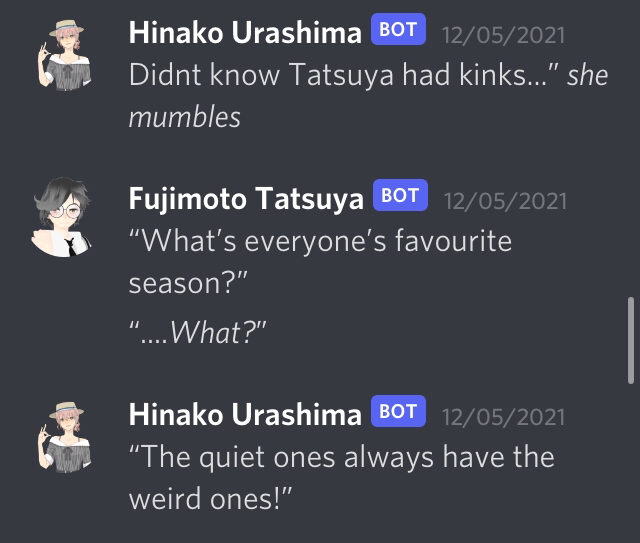 Hinako Urashima BOT 12/05/2021
Didnt know Tatsuya had kinks...” she
mumbles
Fujimoto Tatsuya BOT 12/05/2021
“What’s everyone’s favourite
season?”
“....What?”
Hinako Urashima BOT 12/05/2021
“The quiet ones always have the
weird ones!”